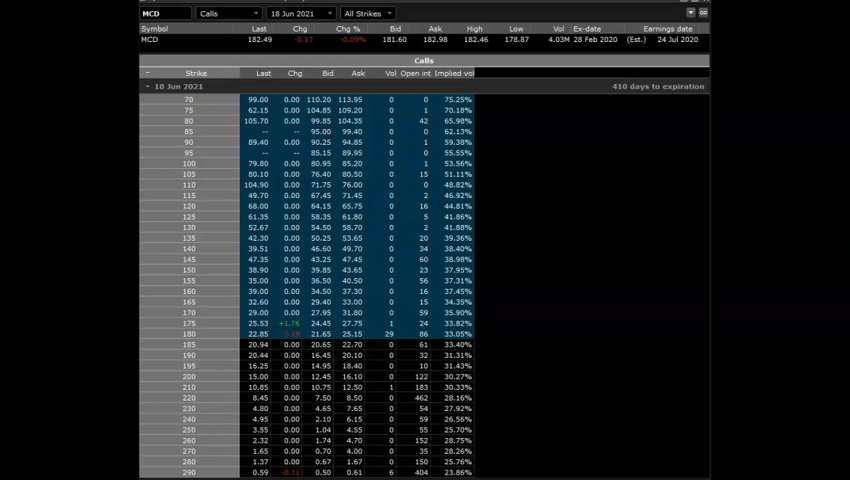 MCD Calls 18 Jun 2021 All Strikes
Symbol Last Chg Chg % Bid Ask High Low Vol Ex-date Earnings date
MCD 182.49 -0.17 -0.09% 181.60 182.98 182.46 178.87 4.03M 28 Feb 2020 (Est.) 24 Jul 2020
Calls
Strike Last Chg Bid Ask Vol Open int Implied vol
18 Jun 2021 410 days to expiration
70 99.00 0.00 110.20 113.95 0 0 75.25%
75 62.15 0.00 104.85 109.20 0 1 70.18%
80 105.70 0.00 99.85 104.35 0 42 65.98%
85 -- -- 95.00 99.40 0 0 62.13%
90 89.40 0.00 90.25 94.85 0 1 59.38%
95 -- -- 85.15 89.95 0 0 55.55%
100 79.80 0.00 80.95 85.20 0 1 53.56%
105 80.10 0.00 76.40 80.50 0 15 51.11%
110 104.90 0.00 71.75 76.00 0 0 48.82%
115 49.70 0.00 67.45 71.45 0 2 46.92%
120 68.00 0.00 64.15 65.75 0 16 44.81%
125 61.35 0.00 58.35 61.80 0 5 41.86%
130 52.67 0.00 54.50 58.70 0 2 41.88%
135 42.30 0.00 50.25 53.65 0 20 39.36%
140 39.51 0.00 46.60 49.70 0 34 38.40%
145 47.35 0.00 43.25 47.45 0 60 38.98%
150 38.90 0.00 39.85 43.65 0 23 37.95%
155 35.00 0.00 36.50 40.50 0 56 37.31%
160 34.00 0.00 34.50 37.30 0 16 37.45%
165 32.60 0.00 29.40 33.00 0 15 34.35%
170 29.00 0.00 27.95 31.80 0 59 35.90%
175 25.53 +1.76 24.45 27.75 1 24 33.82%
180 22.85 21.65 25.15 29 86 33.05%
185 20.94 0.00 20.65 22.70 0 61 33.40%
190 20.44 0.00 16.45 20.10 0 32 31.31%
195 16.25 0.00 14.95 18.40 0 10 31.43%
200 15.00 0.00 12.45 16.10 0 122 30.27%
210 10.85 0.00 10.75 12.50 1 183 30.33%
220 8.45 0.00 7.50 8.50 0 462 28.16%
230 4.80 0.00 4.65 7.65 0 54 27.92%
240 4.95 0.00 2.10 6.15 0 59 26.56%
250 3.55 0.00 1.04 4.55 0 55 25.70%
260 2.32 0.00 1.74 4.70 0 152 28.75%
270 1.65 0.00 0.70 4.00 0 35 28.26%
280 1.37 0.00 0.67 1.67 0 150 25.76%
290 0.59 -0.11 0.50 0.61 6 404 23.86%